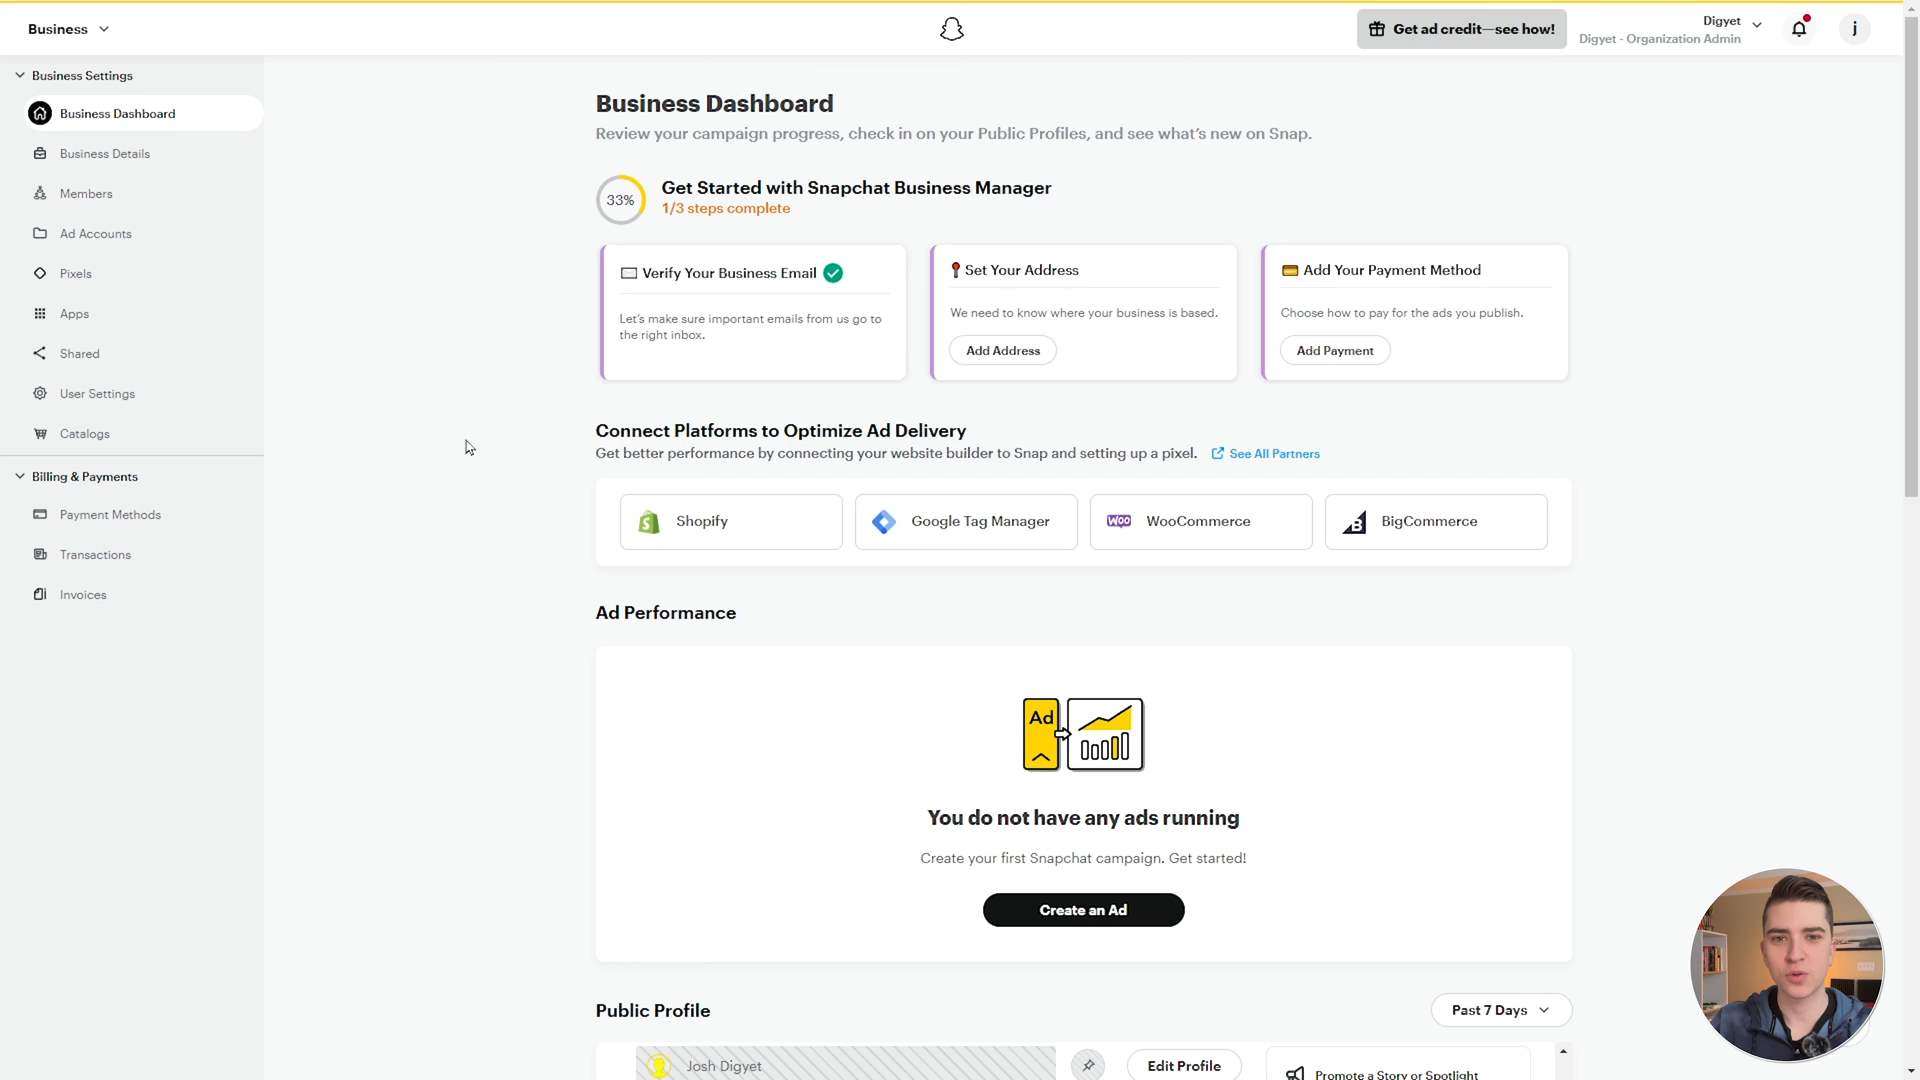 Business
Get ad credit—see how!
Digyet
Digyet - Organization Admin
j
Business Settings
Business Dashboard
Business Details
Members
Ad Accounts
Pixels
Apps
Shared
User Settings
Catalogs
Billing & Payments
Payment Methods
Transactions
Invoices
Business Dashboard
Review your campaign progress, check in on your Public Profiles, and see what's new on Snap.
33%
Get Started with Snapchat Business Manager
1/3 steps complete
Verify Your Business Email
Let's make sure important emails from us go to
the right inbox.
Set Your Address
We need to know where your business is based.
Add Address
Add Your Payment Method
Choose how to pay for the ads you publish.
Add Payment
Connect Platforms to Optimize Ad Delivery
Get better performance by connecting your website builder to Snap and setting up a pixel.
See All Partners
Shopify
Google Tag Manager
WOO
WooCommerce
B
BigCommerce
Ad Performance
Ad
You do not have any ads running
Create your first Snapchat campaign. Get started!
Create an Ad
Public Profile
Past 7 Days
Josh Digyet
Edit Profile
Promote a Story or Spotlight